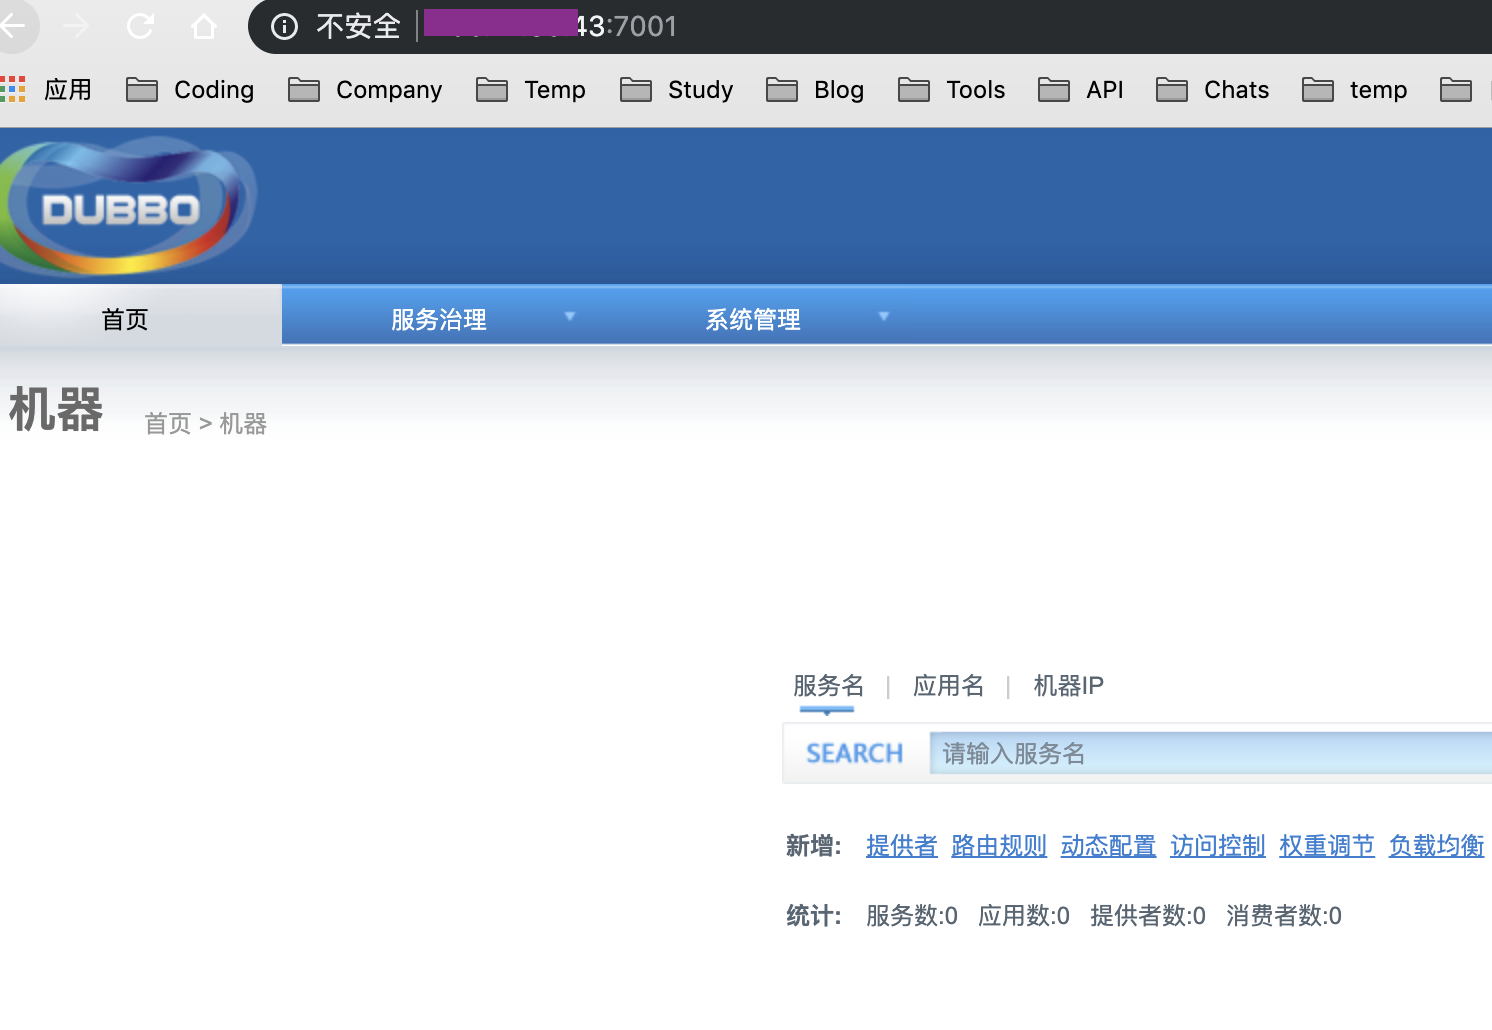 不安全 43:7001
应用 Coding Company Temp Study Blog Tools API Chats temp
DUBBO
首页 服务治理 系统管理
机器 首页 > 机器
服务名 | 应用名 | 机器IP
SEARCH 请输入服务名
新增: 提供者 路由规则 动态配置 访问控制 权重调节 负载均衡
统计: 服务数:0 应用数:0 提供者数:0 消费者数:0